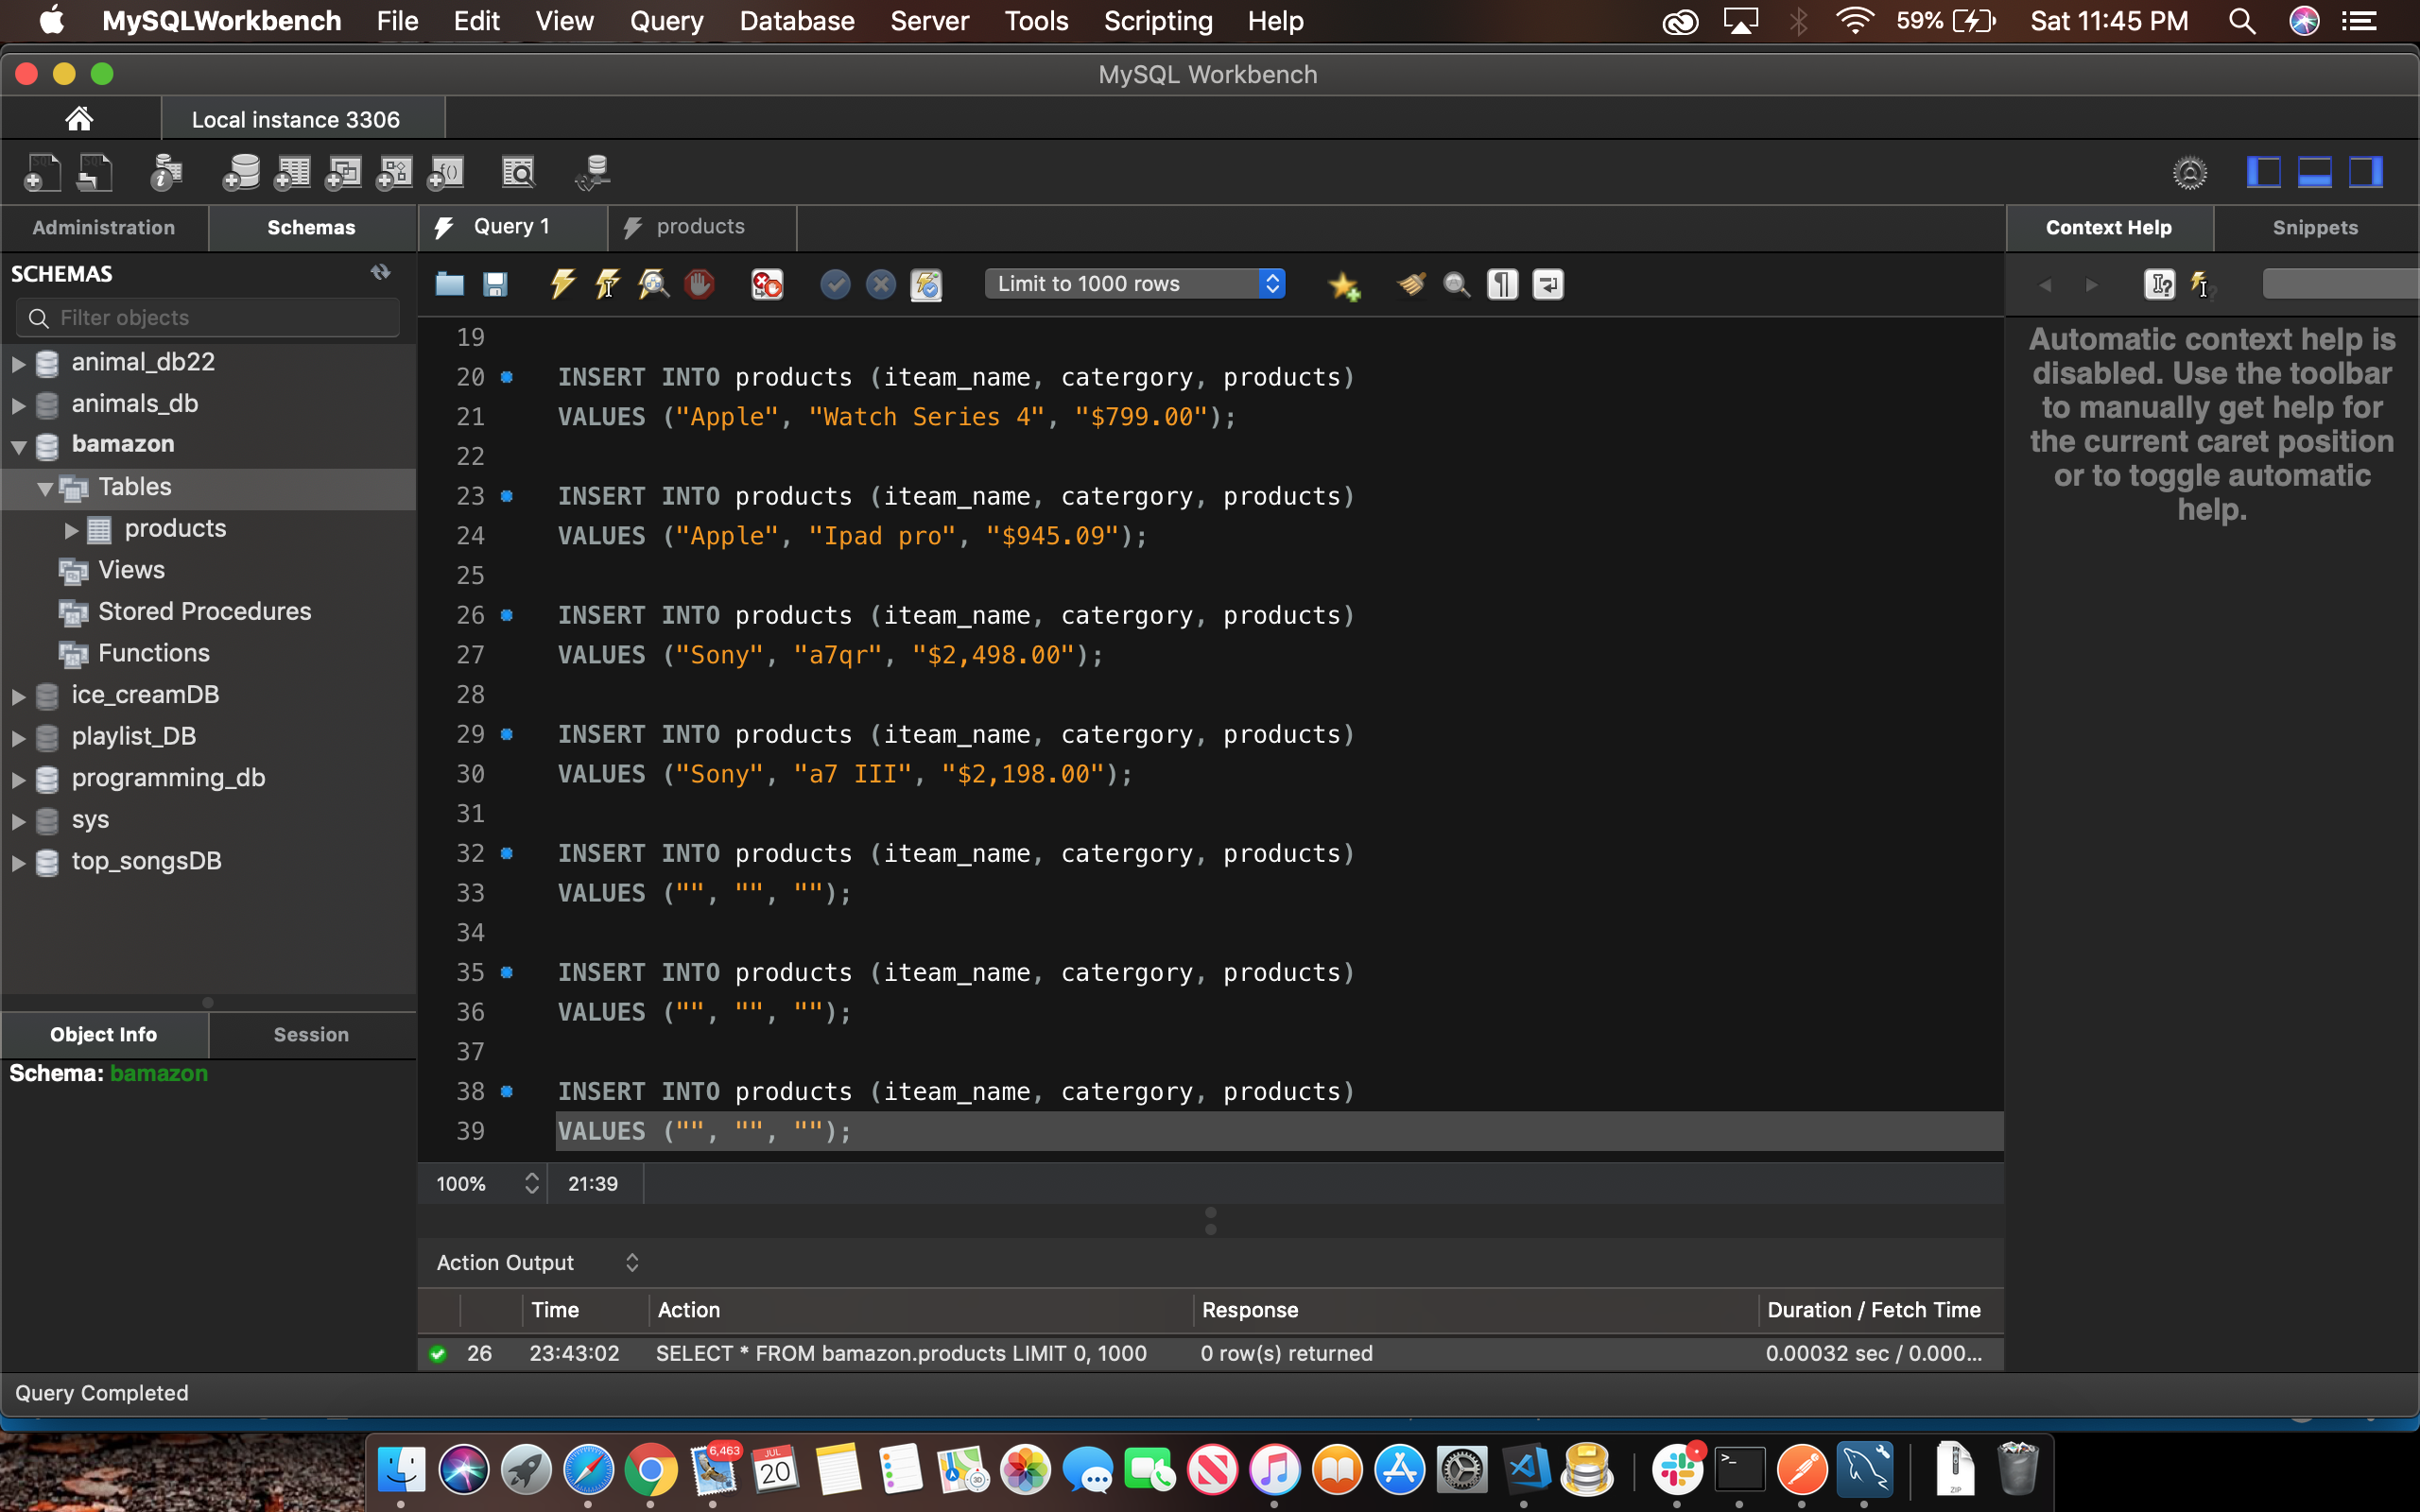 MySQLWorkbench File Edit View Query Database Server Tools Scripting Help 59% Sat 11:45 PM
MySQL Workbench
Local instance 3306
Administration Schemas Query 1 products Context Help Snippets
SCHEMAS
Limit to 1000 rows
Filter objects
animal_db22
animals_db
bamazon
Tables
products
Views
Stored Procedures
Functions
ice_creamDB
playlist_DB
programming_db
sys
top_songsDB
Object Info Session
Schema: bamazon
19
20 INSERT INTO products (iteam_name, catergory, products)
21 VALUES ("Apple", "Watch Series 4", "$799.00");
22
23 INSERT INTO products (iteam_name, catergory, products)
24 VALUES ("Apple", "Ipad pro", "$945.09");
25
26 INSERT INTO products (iteam_name, catergory, products)
27 VALUES ("Sony", "a7qr", "$2,498.00");
28
29 INSERT INTO products (iteam_name, catergory, products)
30 VALUES ("Sony", "a7 III", "$2,198.00");
31
32 INSERT INTO products (iteam_name, catergory, products)
33 VALUES ("", "", "");
34
35 INSERT INTO products (iteam_name, catergory, products)
36 VALUES ("", "", "");
37
38 INSERT INTO products (iteam_name, catergory, products)
39 VALUES ("", "", "");
100% 21:39
Action Output
Time Action Response Duration / Fetch Time
26 23:43:02 SELECT * FROM bamazon.products LIMIT 0, 1000 0 row(s) returned 0.00032 sec / 0.000...
Query Completed
Automatic context help is
disabled. Use the toolbar
to manually get help for
the current caret position
or to toggle automatic
help.
6,463
JUL
20
ZIP